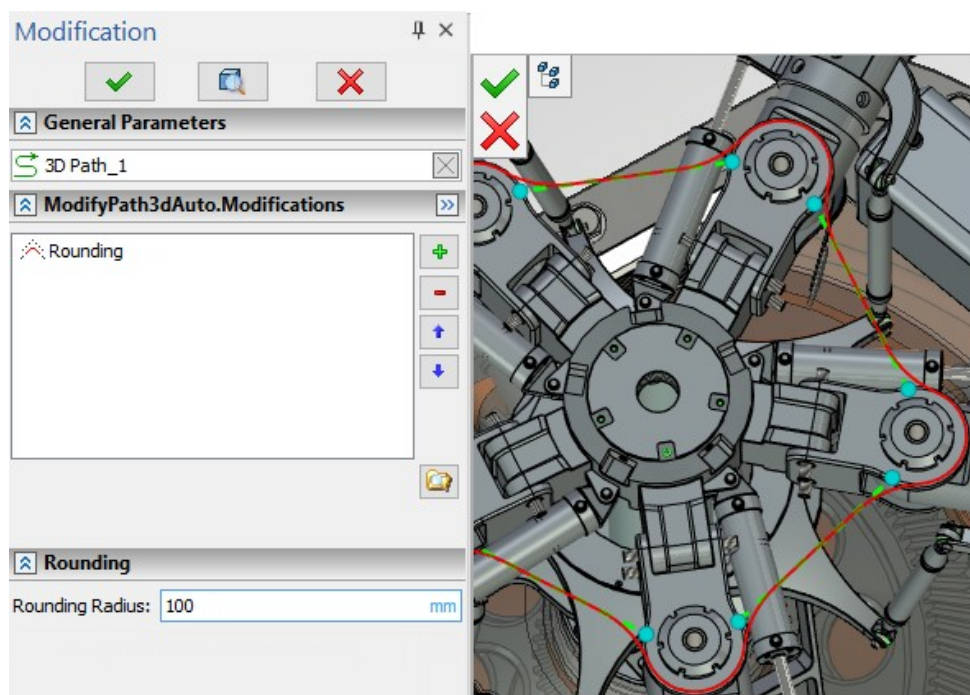 Modification
General Parameters
3D Path_1
ModifyPath3dAuto.Modifications
Rounding
Rounding
Rounding Radius: 100 mm